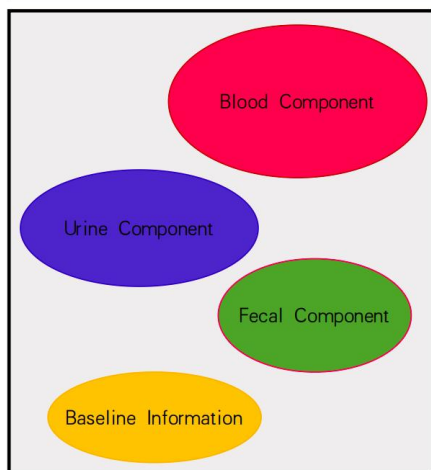 Blood Component
Urine Component
Fecal Component
Baseline Information